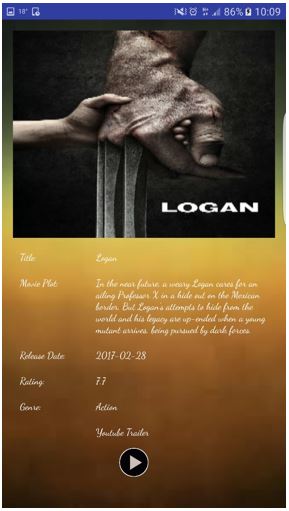 18° 86% 10:09
LOGAN
Title: Logan
Movie Plot: In the near future, a weary Logan cares for an
ailing Professor X in a hide out on the Mexican
border. But Logan's attempts to hide from the
world and his legacy are up-ended when a young
mutant arrives, being pursued by dark forces.
Release Date: 2017-02-28
Rating: 7.7
Genre: Action
Youtube Trailer